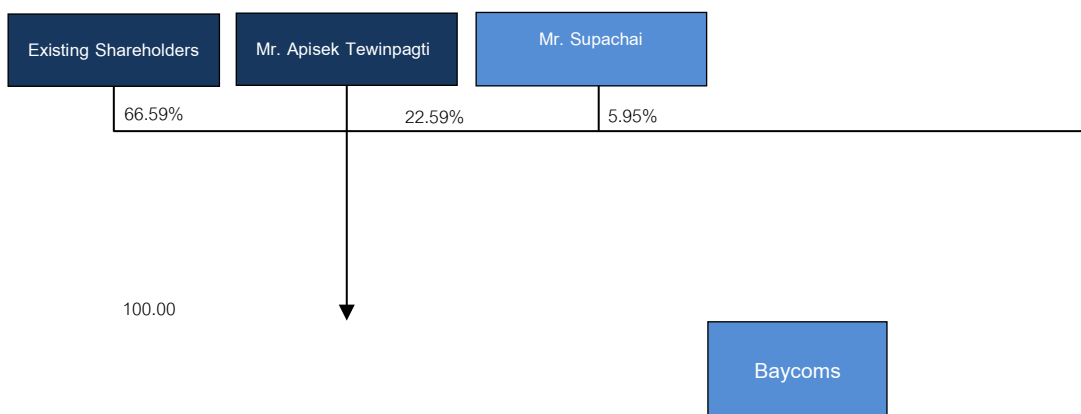 Existing Shareholders
Mr. Apisek Tewinpagti
Mr. Supachai
66.59%
22.59%
5.95%
100.00
Baycoms